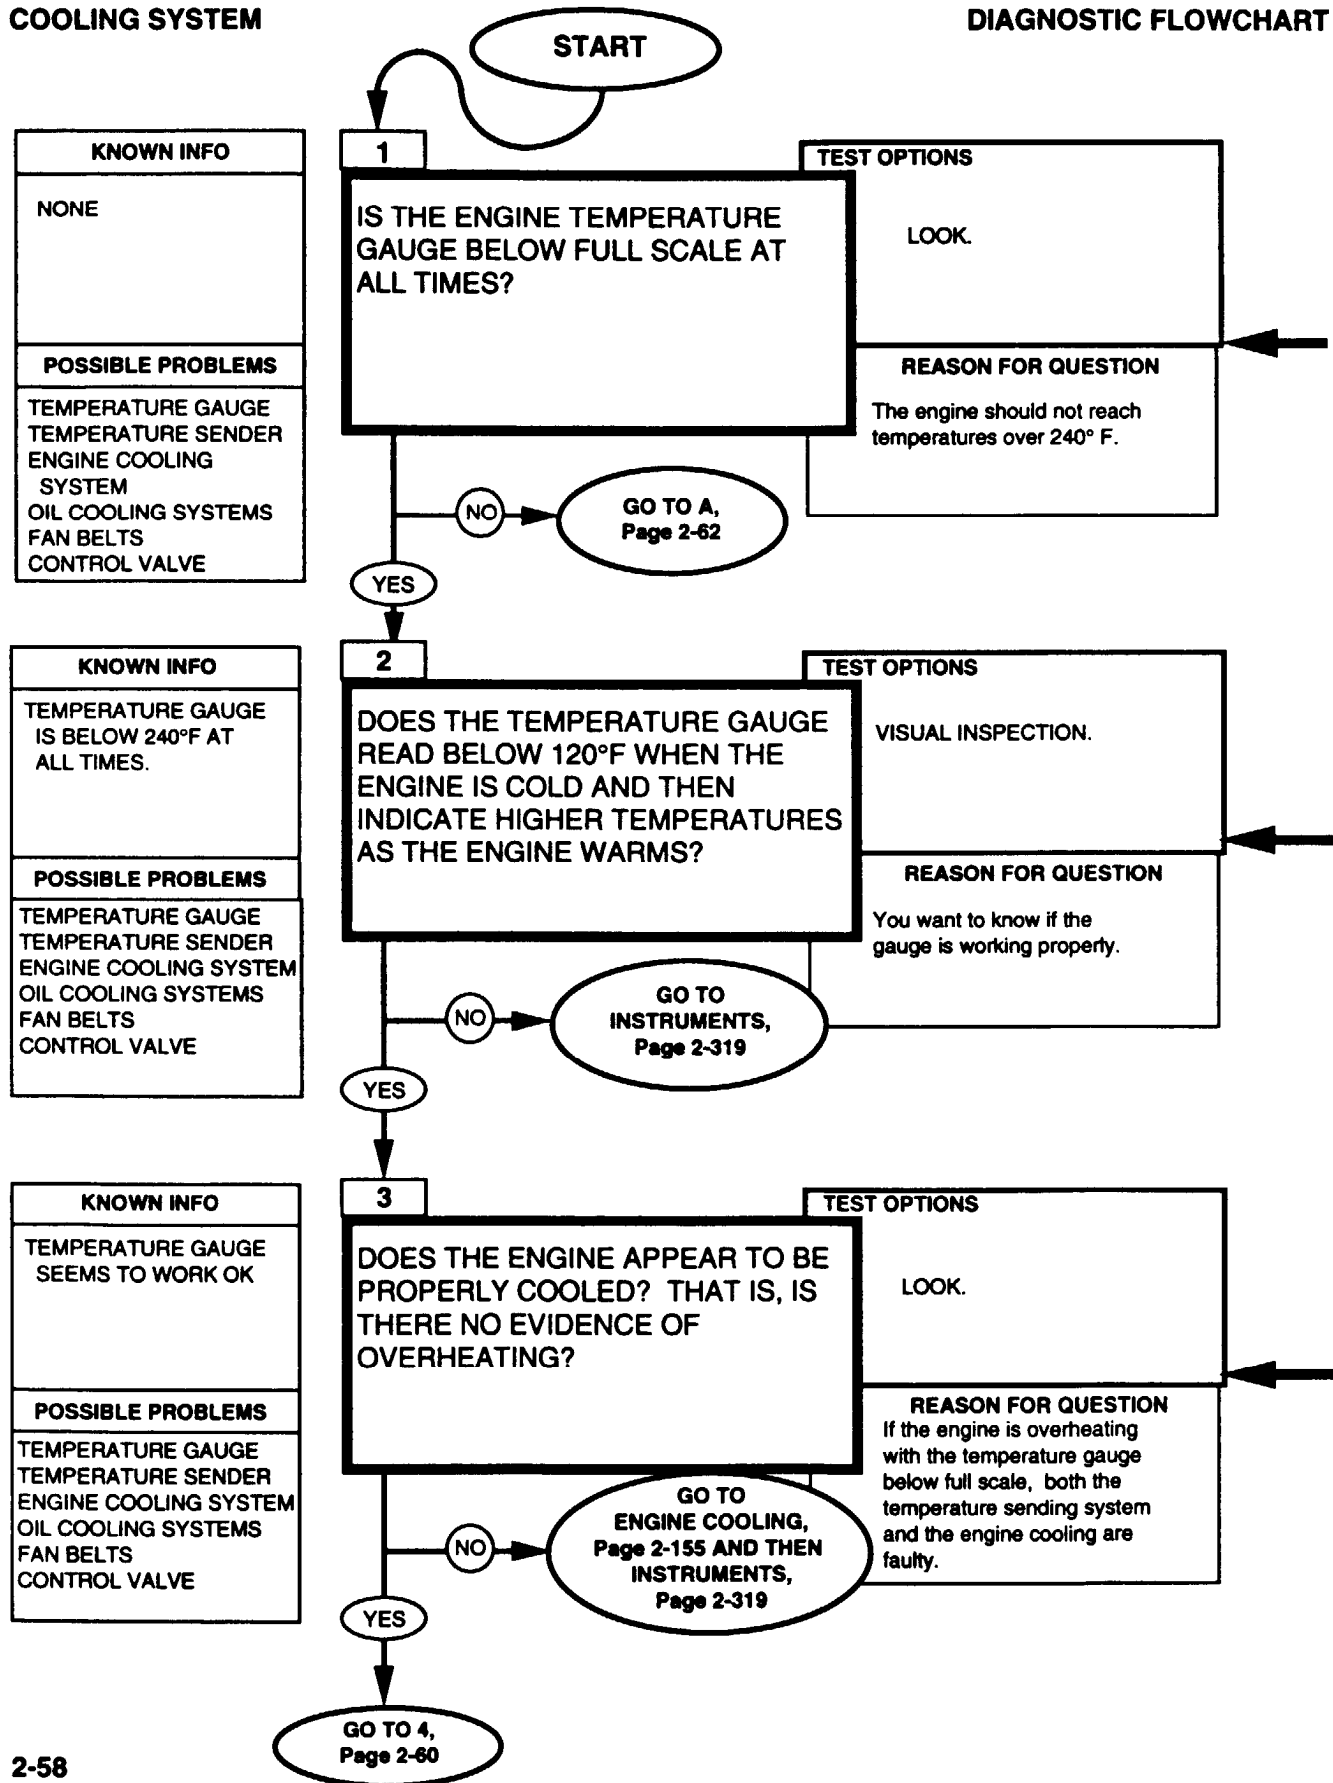 COOLING SYSTEM
DIAGNOSTIC FLOWCHART
START
KNOWN INFO
NONE
POSSIBLE PROBLEMS
TEMPERATURE GAUGE
TEMPERATURE SENDER
ENGINE COOLING
SYSTEM
OIL COOLING SYSTEMS
FAN BELTS
CONTROL VALVE
1
IS THE ENGINE TEMPERATURE
GAUGE BELOW FULL SCALE AT
ALL TIMES?
TEST OPTIONS
LOOK.
REASON FOR QUESTION
The engine should not reach
temperatures over 240° F.
NO
GO TO A,
Page 2-62
YES
KNOWN INFO
TEMPERATURE GAUGE
IS BELOW 240°F AT
ALL TIMES.
POSSIBLE PROBLEMS
TEMPERATURE GAUGE
TEMPERATURE SENDER
ENGINE COOLING SYSTEM
OIL COOLING SYSTEMS
FAN BELTS
CONTROL VALVE
2
DOES THE TEMPERATURE GAUGE
READ BELOW 120°F WHEN THE
ENGINE IS COLD AND THEN
INDICATE HIGHER TEMPERATURES
AS THE ENGINE WARMS?
TEST OPTIONS
VISUAL INSPECTION.
REASON FOR QUESTION
You want to know if the
gauge is working properly.
NO
GO TO
INSTRUMENTS,
Page 2-319
YES
KNOWN INFO
TEMPERATURE GAUGE
SEEMS TO WORK OK
POSSIBLE PROBLEMS
TEMPERATURE GAUGE
TEMPERATURE SENDER
ENGINE COOLING SYSTEM
OIL COOLING SYSTEMS
FAN BELTS
CONTROL VALVE
3
DOES THE ENGINE APPEAR TO BE
PROPERLY COOLED? THAT IS, IS
THERE NO EVIDENCE OF
OVERHEATING?
TEST OPTIONS
LOOK.
REASON FOR QUESTION
If the engine is overheating
with the temperature gauge
below full scale, both the
temperature sending system
and the engine cooling are
faulty.
NO
GO TO
ENGINE COOLING,
Page 2-155 AND THEN
INSTRUMENTS,
Page 2-319
YES
GO TO 4,
Page 2-60
2-58